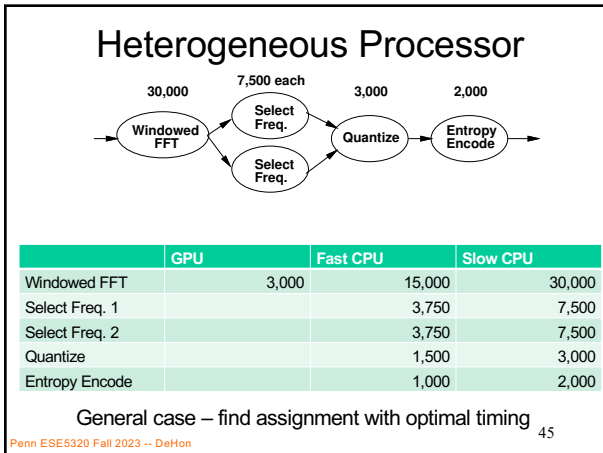 Heterogeneous Processor
30,000
7,500 each
3,000
2,000
Windowed
FFT
Select
Freq.
Select
Freq.
Quantize
Entropy
Encode
GPU Fast CPU Slow CPU
Windowed FFT 3,000 15,000 30,000
Select Freq. 1 3,750 7,500
Select Freq. 2 3,750 7,500
Quantize 1,500 3,000
Entropy Encode 1,000 2,000
General case – find assignment with optimal timing
45
Penn ESE5320 Fall 2023 -- DeHon